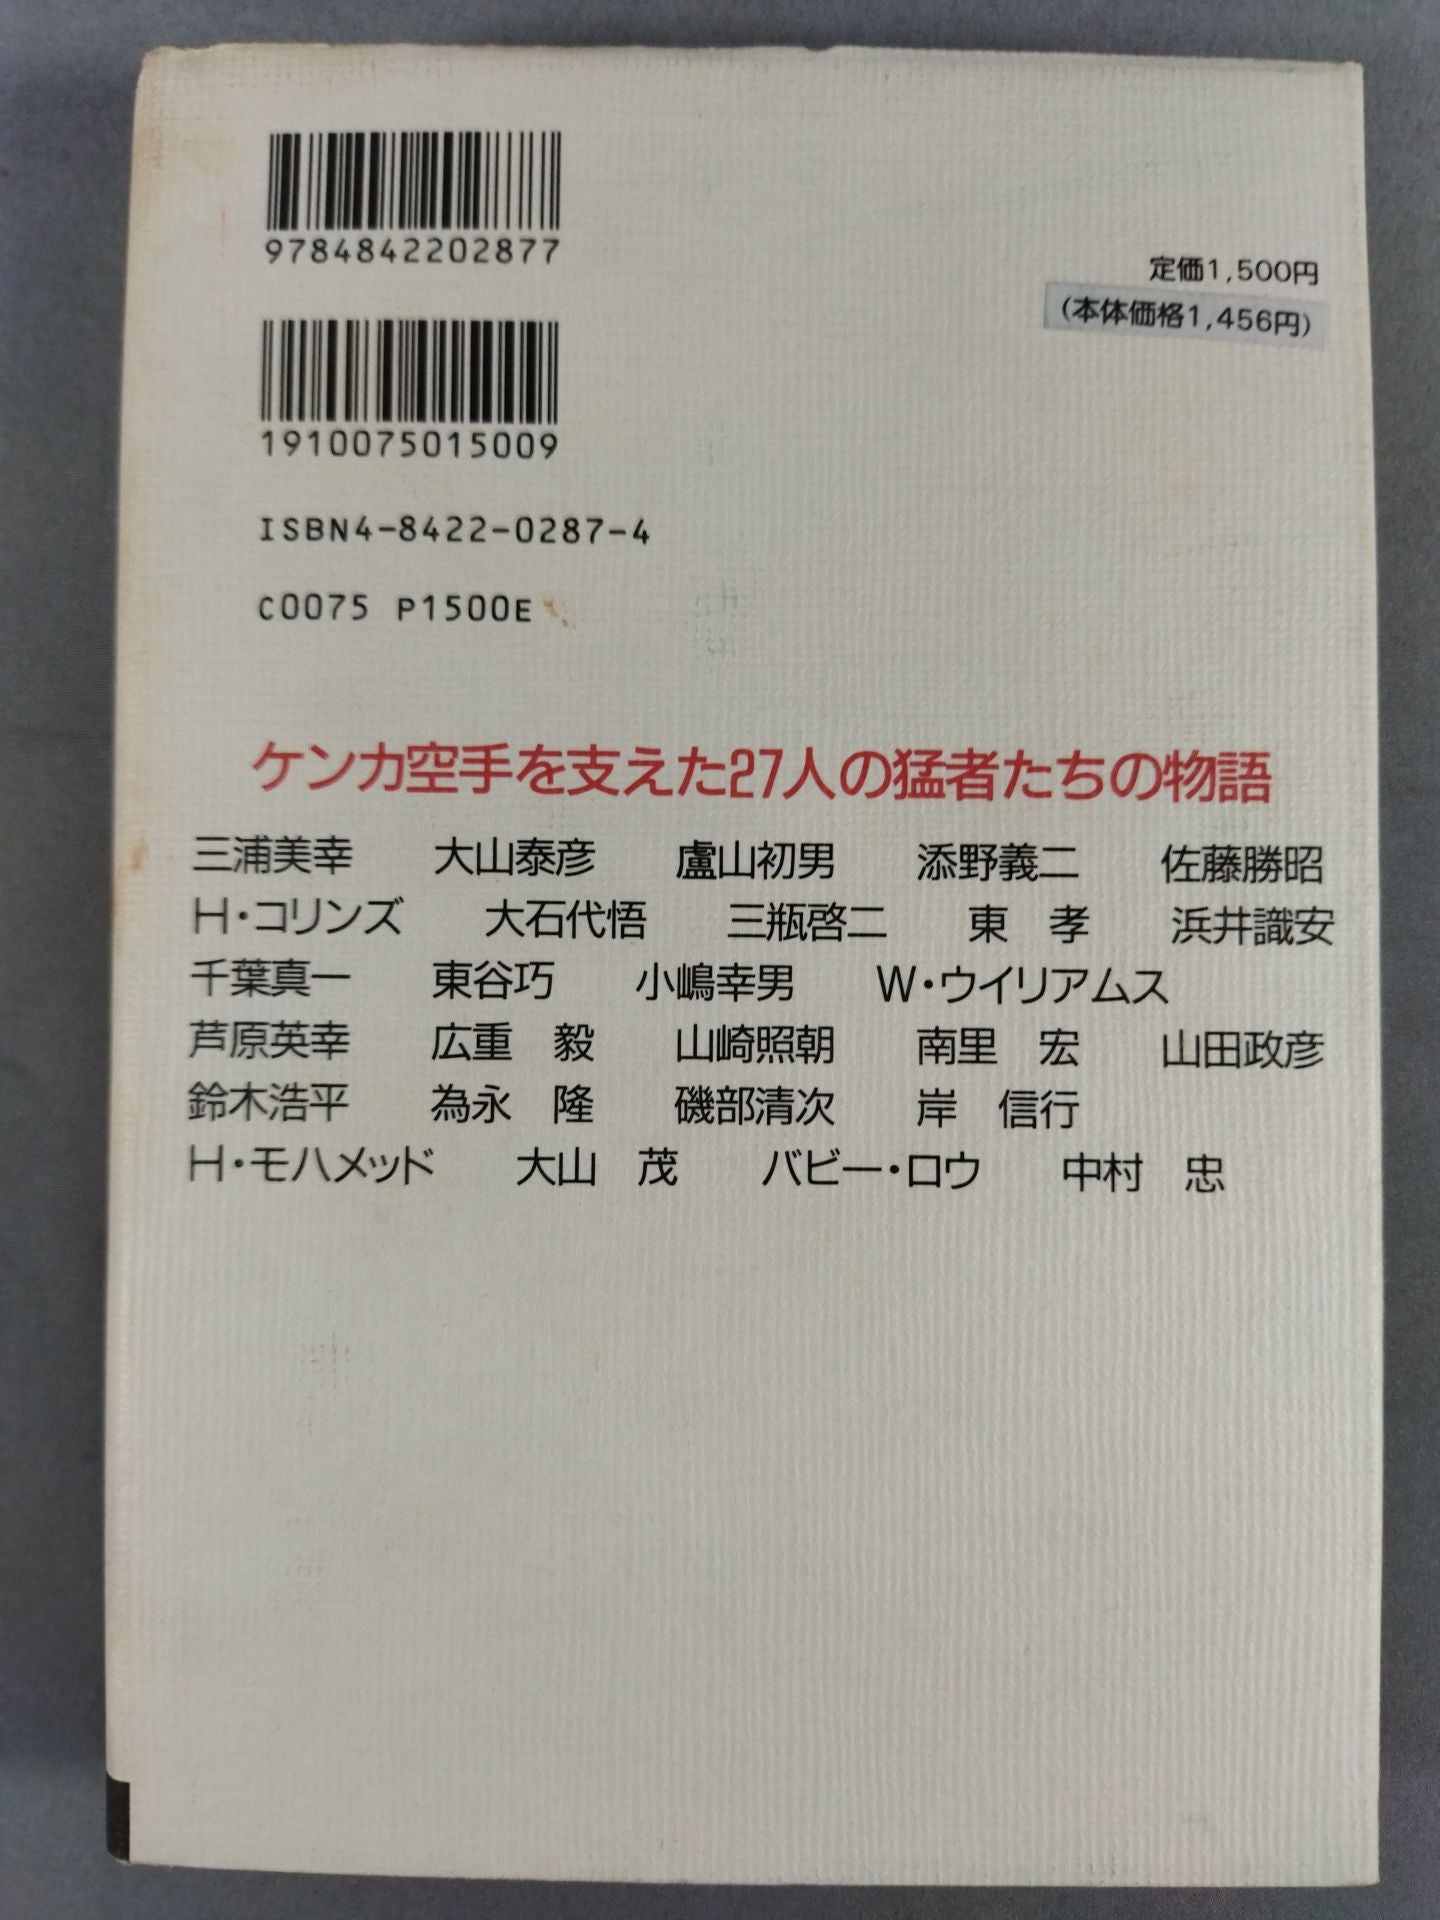 9784842202877
定価1,500円
(本体価格1,456円)
1910075015009
ISBN4-8422-0287-4
C0075 P1500E
ケンカ空手を支えた27人の猛者たちの物語
三浦美幸 大山泰彦 盧山初男 添野義二 佐藤勝昭
H・コリンズ 大石代悟 三瓶啓二 東 孝 浜井識安
千葉真一 東谷巧 小嶋幸男 W・ウイリアムス
芦原英幸 広重 毅 山崎照朝 南里 宏 山田政彦
鈴木浩平 為永 隆 磯部清次 岸 信行
H・モハメッド 大山 茂 バビー・ロウ 中村 忠